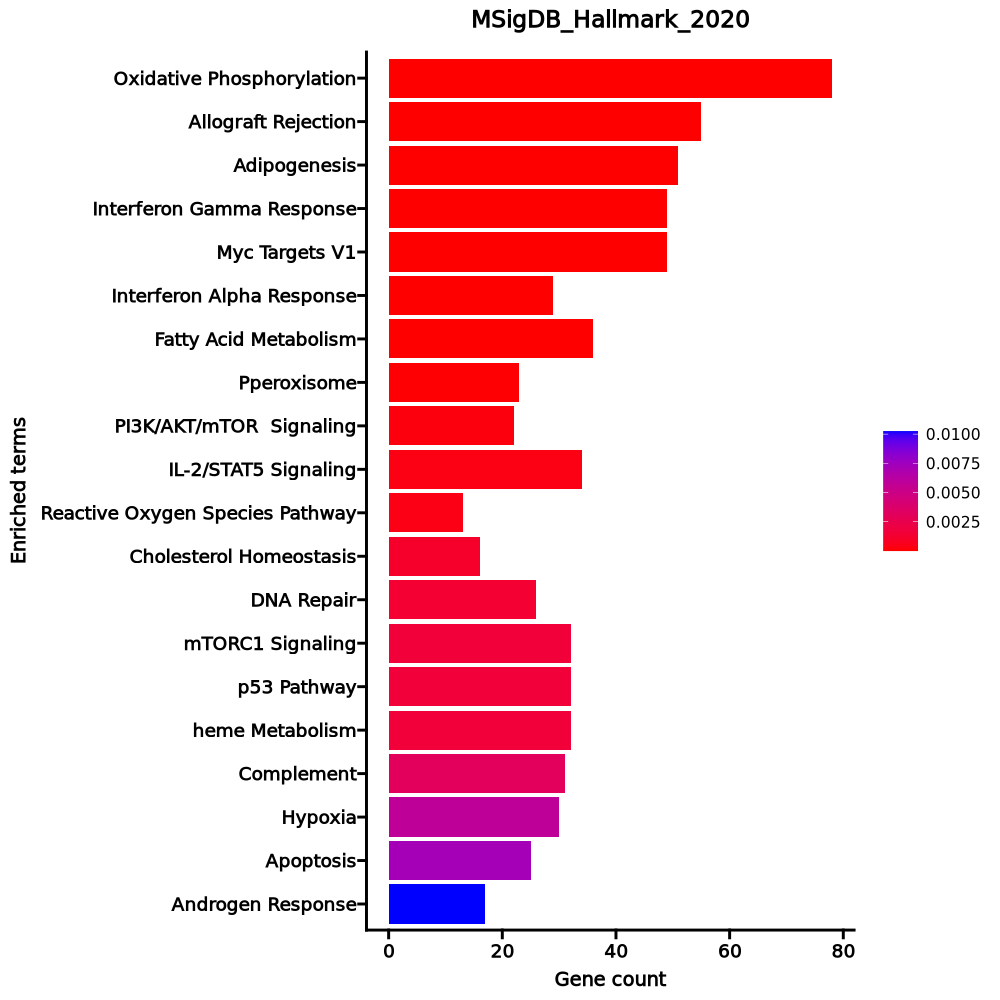 MSigDB_Hallmark_2020
Enriched terms
Oxidative Phosphorylation
Allograft Rejection
Adipogenesis
Interferon Gamma Response
Myc Targets V1
Interferon Alpha Response
Fatty Acid Metabolism
Pperoxisome
PI3K/AKT/mTOR  Signaling
IL-2/STAT5 Signaling
Reactive Oxygen Species Pathway
Cholesterol Homeostasis
DNA Repair
mTORC1 Signaling
p53 Pathway
heme Metabolism
Complement
Hypoxia
Apoptosis
Androgen Response
0 20 40 60 80
Gene count
0.0100
0.0075
0.0050
0.0025